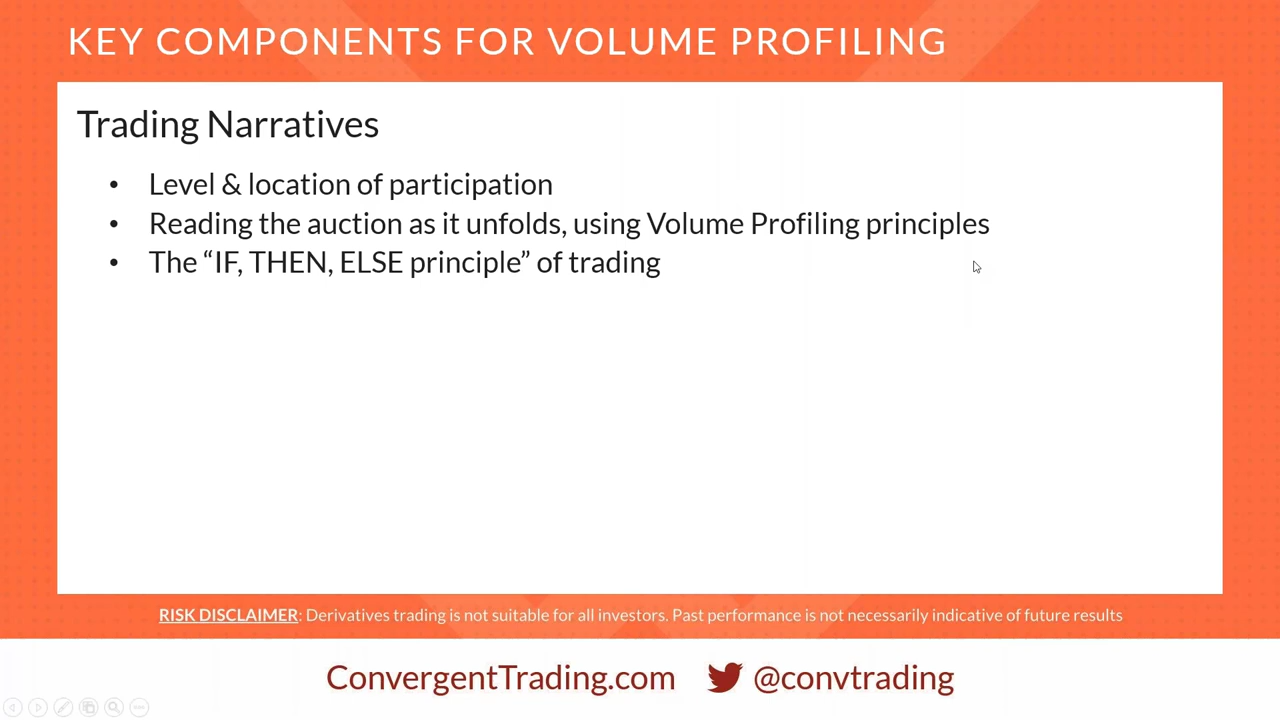 KEY COMPONENTS FOR VOLUME PROFILING
Trading Narratives
• Level & location of participation
• Reading the auction as it unfolds, using Volume Profiling principles
• The “IF, THEN, ELSE principle” of trading
RISK DISCLAIMER: Derivatives trading is not suitable for all investors. Past performance is not necessarily indicative of future results
ConvergentTrading.com @convtrading